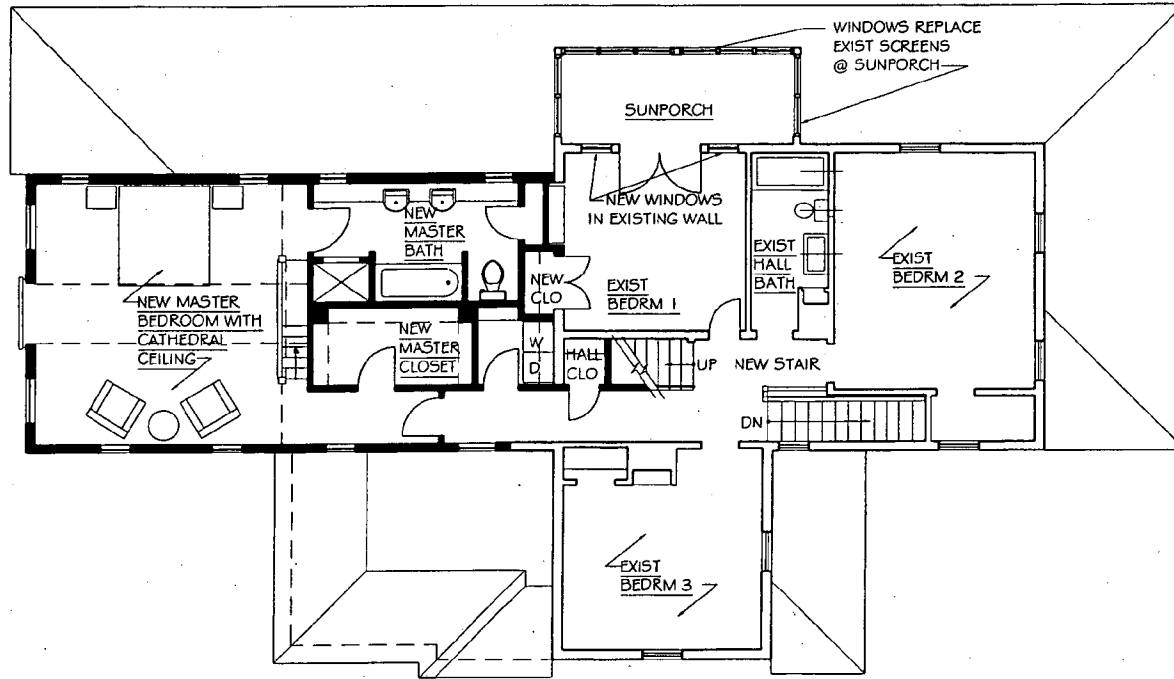 WINDOWS REPLACE
EXIST SCREENS
@ SUNPORCH
SUNPORCH
NEW WINDOWS
IN EXISTING WALL
NEW
MASTER
BATH
NEW
CLO
EXIST
BEDRM 1
EXIST
HALL
BATH
EXIST
BEDRM 2
NEW MASTER
BEDROOM WITH
CATHEDRAL
CEILING
NEW
MASTER
CLOSET
W
D
HALL
CLO
UP
NEW STAIR
DN
EXIST
BEDRM 3